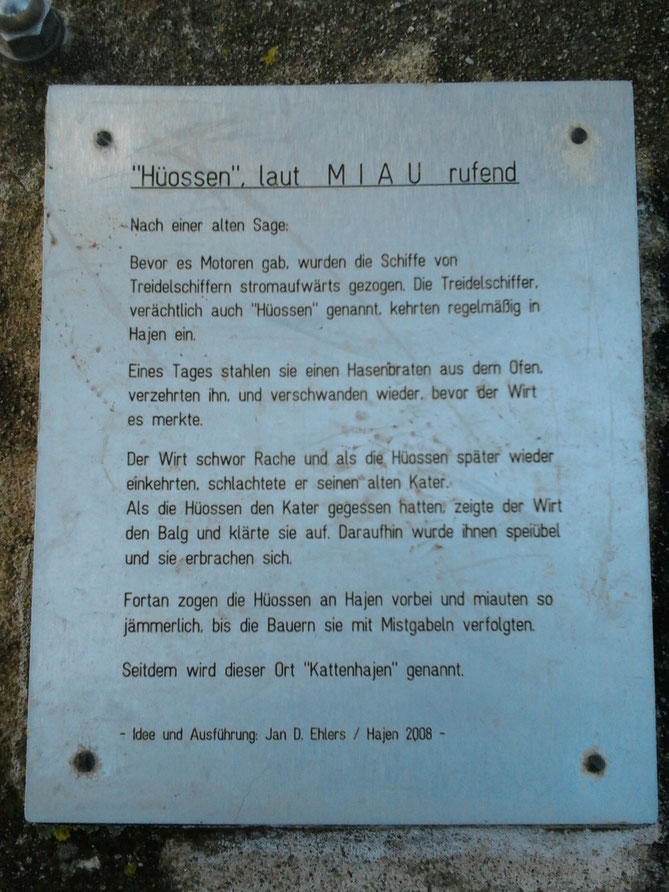 "Hüossen", laut M I A U rufend
Nach einer alten Sage:
Bevor es Motoren gab, wurden die Schiffe von
Treidelschiffern stromaufwärts gezogen. Die Treidelschiffer,
verächtlich auch "Hüossen" genannt, kehrten regelmäßig in
Hajen ein.
Eines Tages stahlen sie einen Hasenbraten aus dem Ofen,
verzehrten ihn, und verschwanden wieder, bevor der Wirt
es merkte.
Der Wirt schwor Rache und als die Hüossen später wieder
einkehrten, schlachtete er seinen alten Kater.
Als die Hüossen den Kater gegessen hatten, zeigte der Wirt
den Balg und klärte sie auf. Daraufhin wurde ihnen speiübel
und sie erbrachen sich.
Fortan zogen die Hüossen an Hajen vorbei und miauten so
jämmerlich, bis die Bauern sie mit Mistgabeln verfolgten.
Seitdem wird dieser Ort "Kattenhajen" genannt.
- Idee und Ausführung: Jan D. Ehlers / Hajen 2008 -